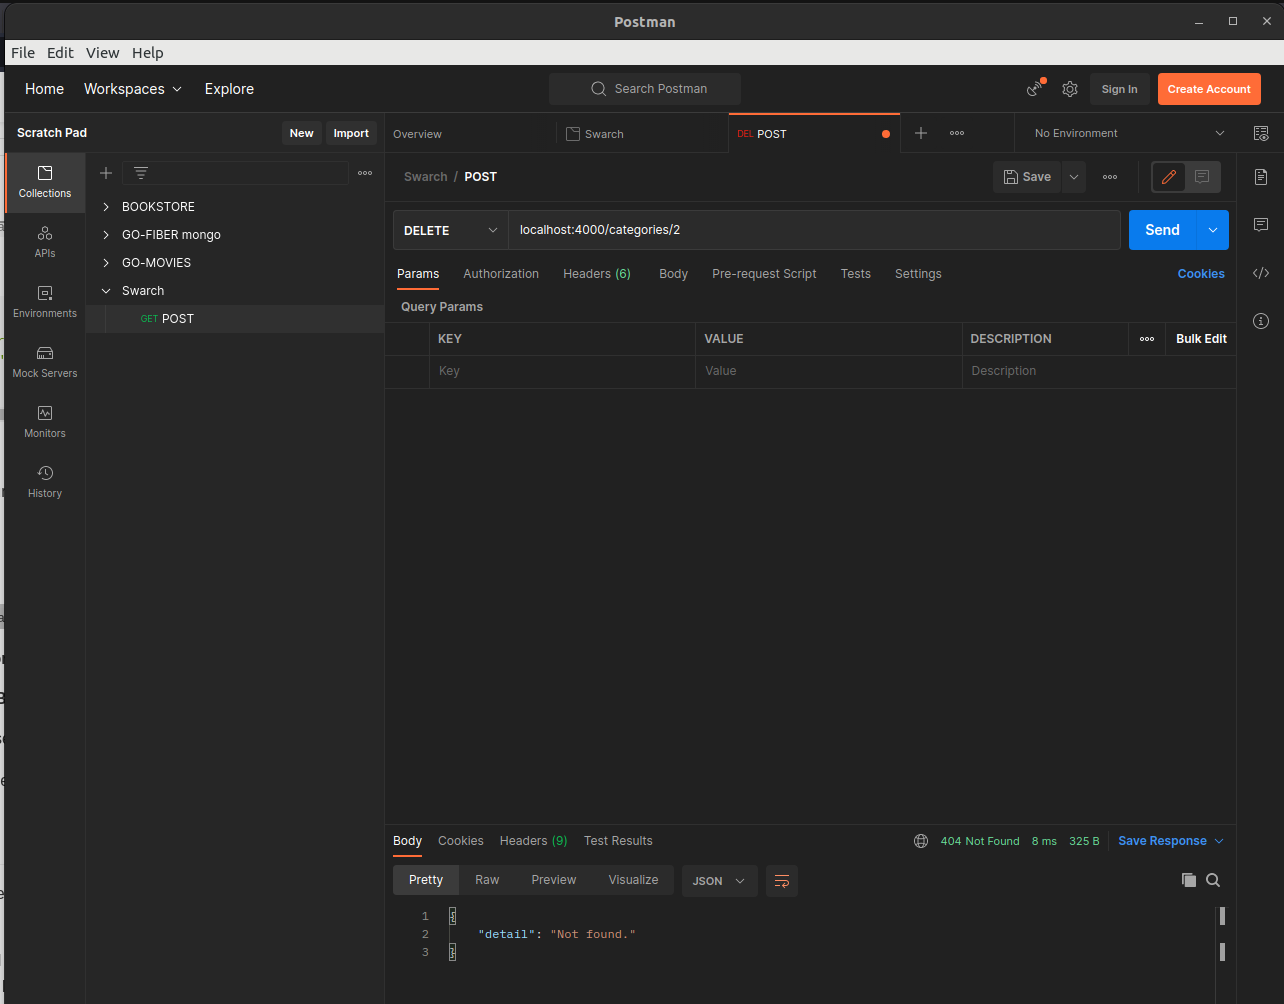 Postman
File Edit View Help
Home Workspaces Explore Search Postman Sign In Create Account
Scratch Pad New Import Overview Swarch DEL POST No Environment
Collections
APIs
Environments
Mock Servers
Monitors
History
BOOKSTORE
GO-FIBER mongo
GO-MOVIES
Swarch
GET POST
Swarch / POST Save
DELETE localhost:4000/categories/2 Send
Params Authorization Headers (6) Body Pre-request Script Tests Settings Cookies
Query Params
KEY VALUE DESCRIPTION Bulk Edit
Key Value Description
Body Cookies Headers (9) Test Results 404 Not Found 8 ms 325 B Save Response
Pretty Raw Preview Visualize JSON
1 {
2 "detail": "Not found."
3 }